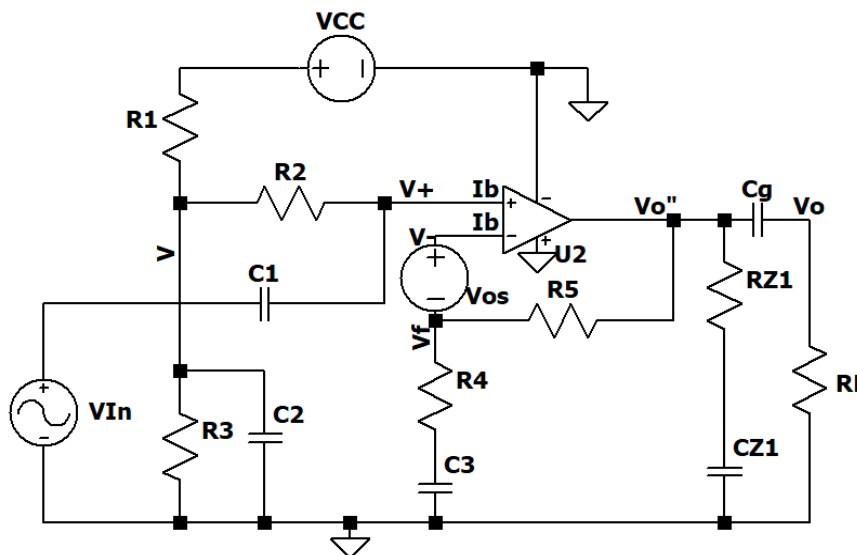 VCC
R1
R2
V+
Ib
Ib
Vo"
Cg
Vo
V
V-
U2
C1
Vos
R5
RZ1
Vf
R4
VIn
R3
C2
C3
CZ1